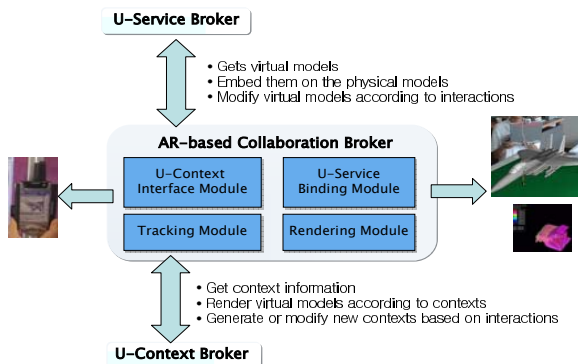 U-Service Broker
• Gets virtual models
• Embed them on the physical models
• Modify virtual models according to interactions
AR-based Collaboration Broker
U-Context
Interface Module
U-Service
Binding Module
Tracking Module
Rendering Module
• Get context information
• Render virtual models according to contexts
• Generate or modify new contexts based on interactions
U-Context Broker